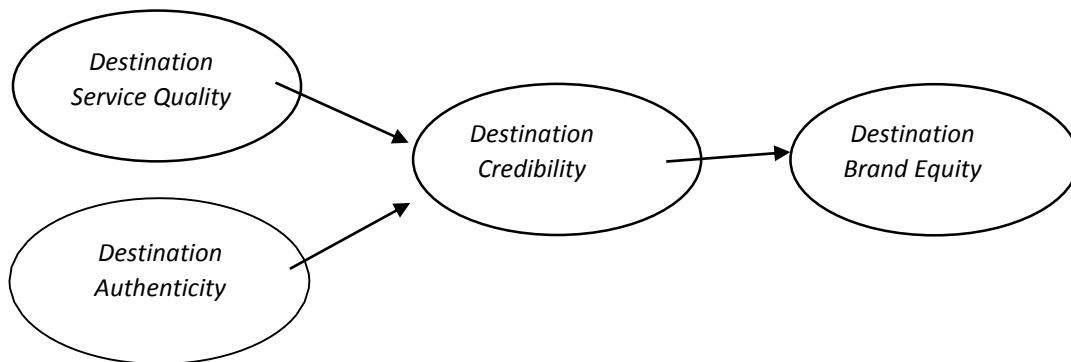 Destination
Service Quality
Destination
Authenticity
Destination
Credibility
Destination
Brand Equity